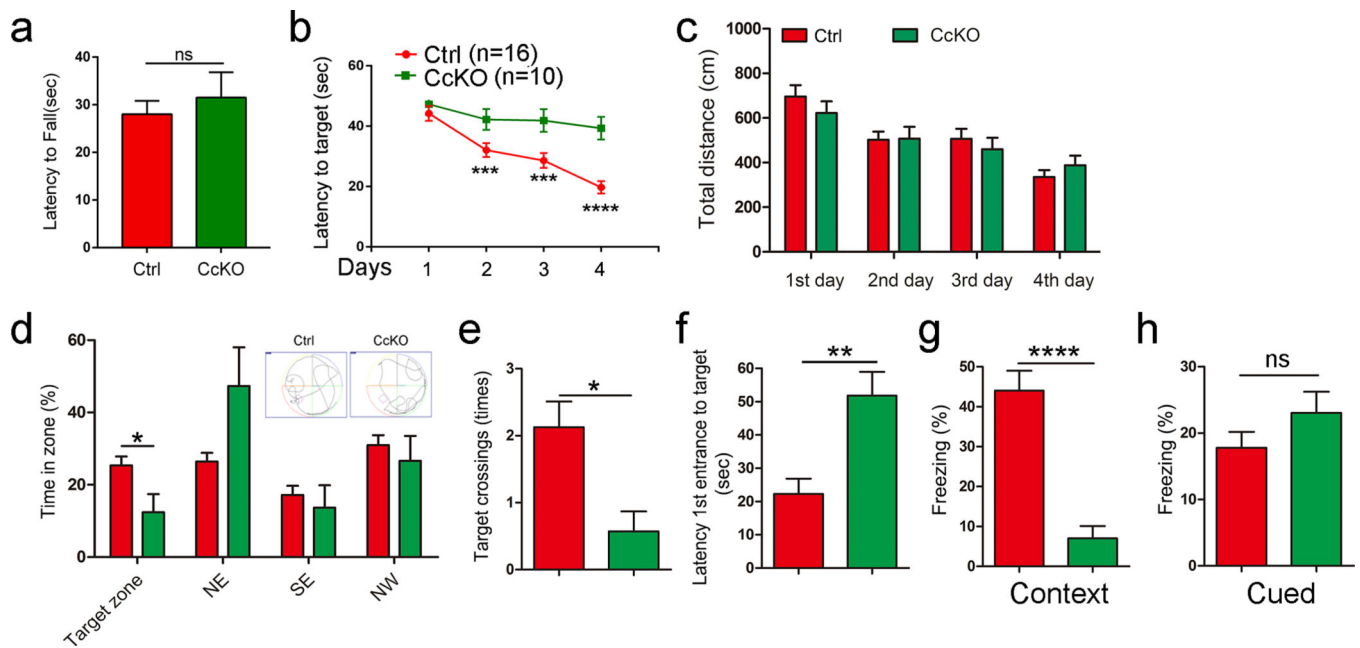 a
ns
Latency to Fall(sec)
40
30
20
10
0
Ctrl
CcKO
b
Ctrl (n=16)
CcKO (n=10)
Latency to target (sec)
60
40
20
0
***
***
****
Days
1
2
3
4
c
Ctrl
CcKO
Total distance (cm)
1000
800
600
400
200
0
1st day
2nd day
3rd day
4th day
d
Ctrl
CcKO
Time in zone (%)
60
40
20
0
*
Target zone
NE
SE
NW
e
Target crossings (times)
3
2
1
0
*
f
Latency 1st entrance to target
(sec)
60
50
40
30
20
10
0
**
g
Freezing (%)
50
40
30
20
10
0
****
Context
h
Freezing (%)
30
20
10
0
ns
Cued